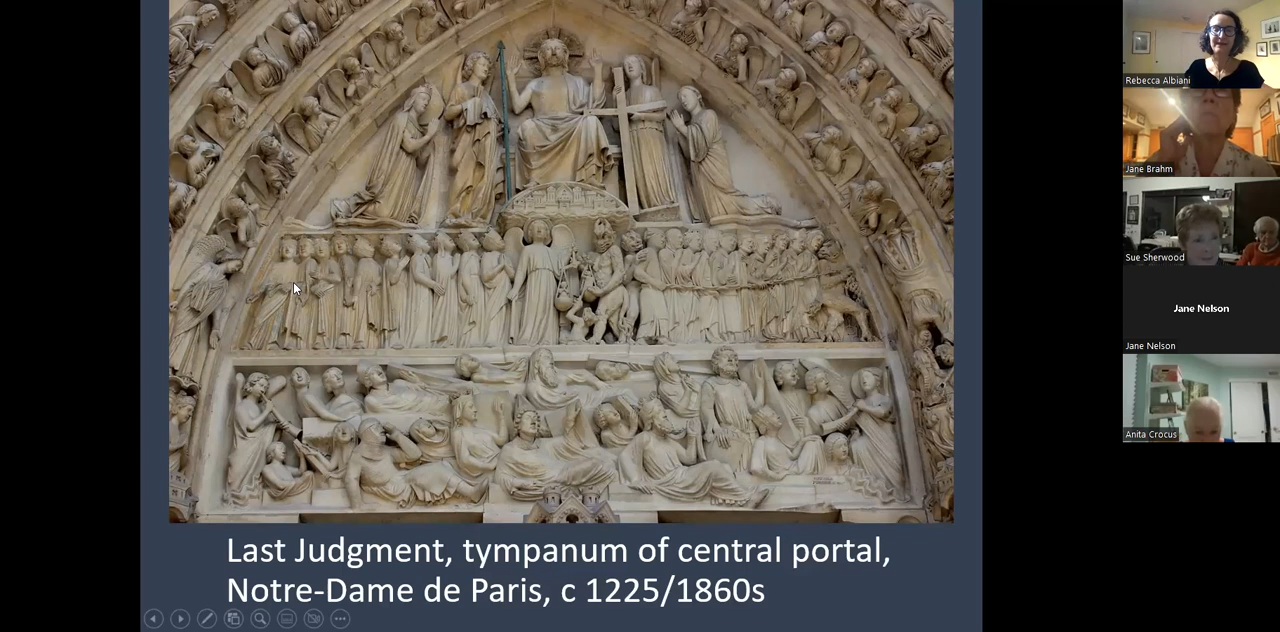 Last Judgment, tympanum of central portal,
Notre-Dame de Paris, c 1225/1860s
Rebecca Albiani
Jane Brahm
Sue Sherwood
Jane Nelson
Jane Nelson
Anita Crocus